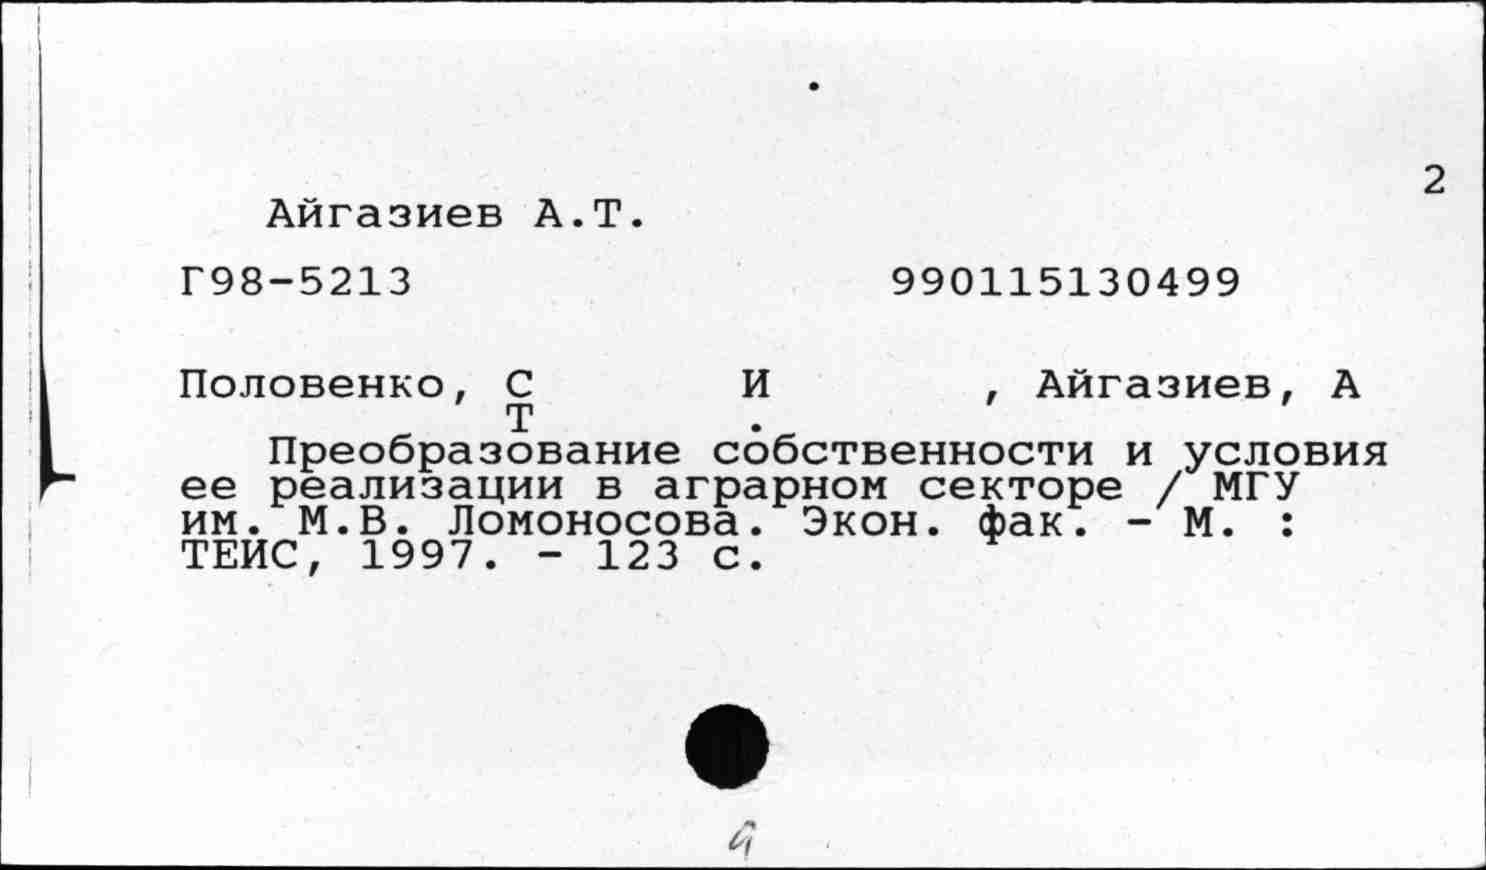 2
Айгазиев А.Т.
Г98-5213 990115130499
Половенко, С И , Айгазиев, А
Т .
Преобразование собственности и условия
ее реализации в аграрном секторе / МГУ
им. М.В. Ломоносова. Экон. фак. - М. :
ТЕИС, 1997. - 123 с.